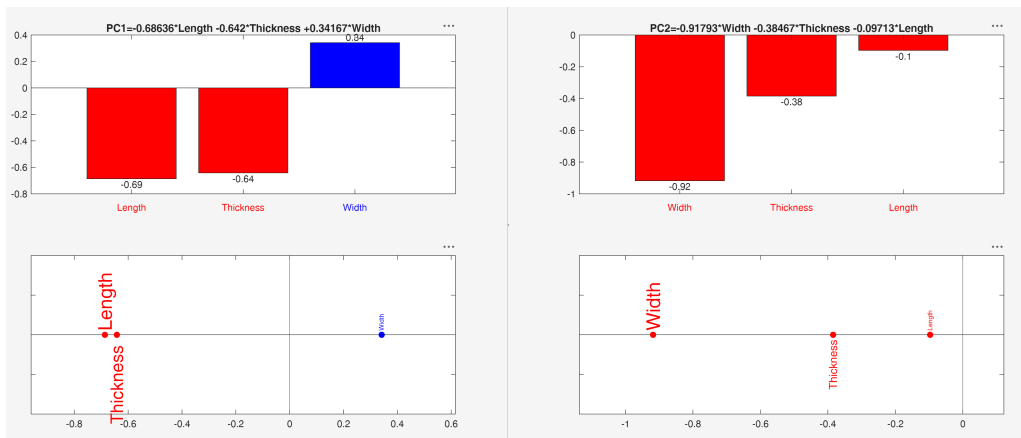 PC1=-0.68636*Length -0.642*Thickness +0.34167*Width
0.4
0.2
0
-0.2
-0.4
-0.6
-0.8
0.34
-0.69
-0.64
Length
Thickness
Width
PC2=-0.91793*Width -0.38467*Thickness -0.09713*Length
0
-0.2
-0.4
-0.6
-0.8
-1
-0.92
-0.38
-0.1
Width
Thickness
Length
Length
Thickness
Width
-0.8
-0.6
-0.4
-0.2
0
0.2
0.4
0.6
Width
Thickness
Length
-1
-0.8
-0.6
-0.4
-0.2
0